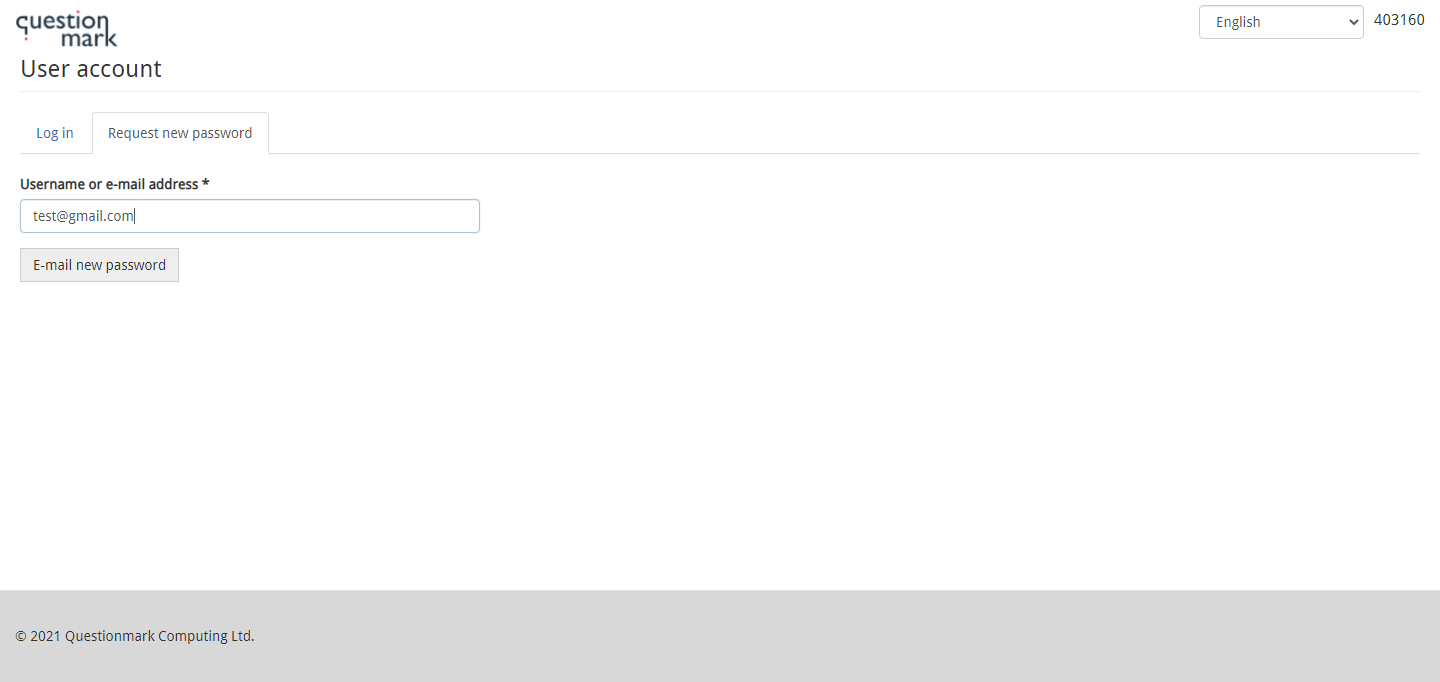 question
mark
English
403160
User account
Log in
Request new password
Username or e-mail address *
test@gmail.com
E-mail new password
© 2021 Questionmark Computing Ltd.